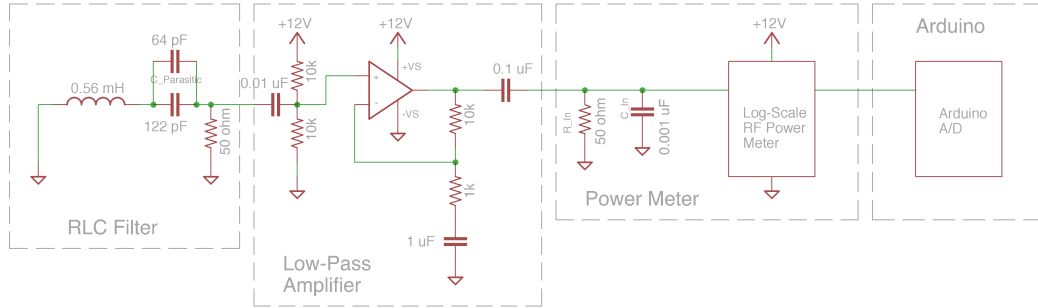 64 pF
C_Parasitic
0.56 mH
122 pF
50 ohm
RLC Filter
+12V
+12V
0.01 uF
10k
10k
+
-
+VS
-VS
10k
1k
1 uF
0.1 uF
Low-Pass
Amplifier
R_In
50 ohm
C_In
0.001 uF
+12V
Log-Scale
RF Power
Meter
Power Meter
Arduino
Arduino
A/D